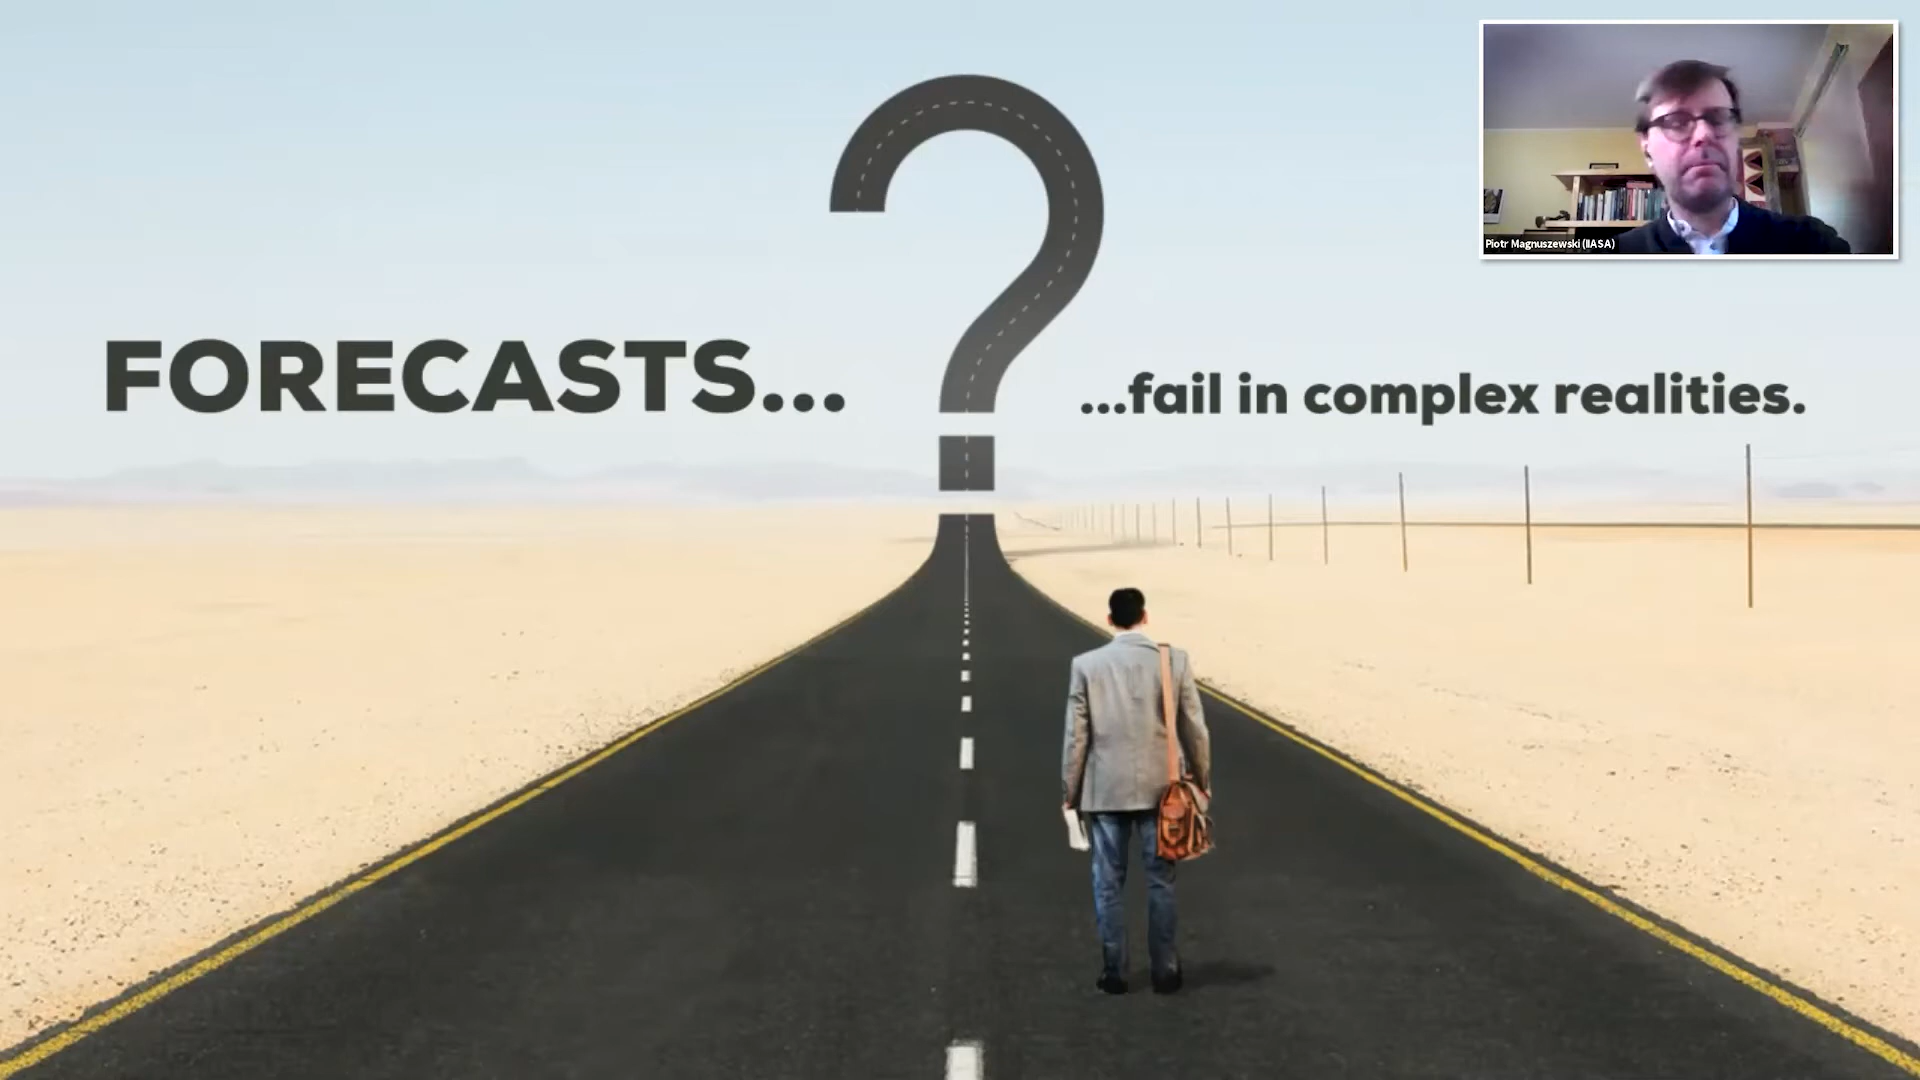 FORECASTS...
...fail in complex realities.
Piotr Magnuszewski (IIASA)